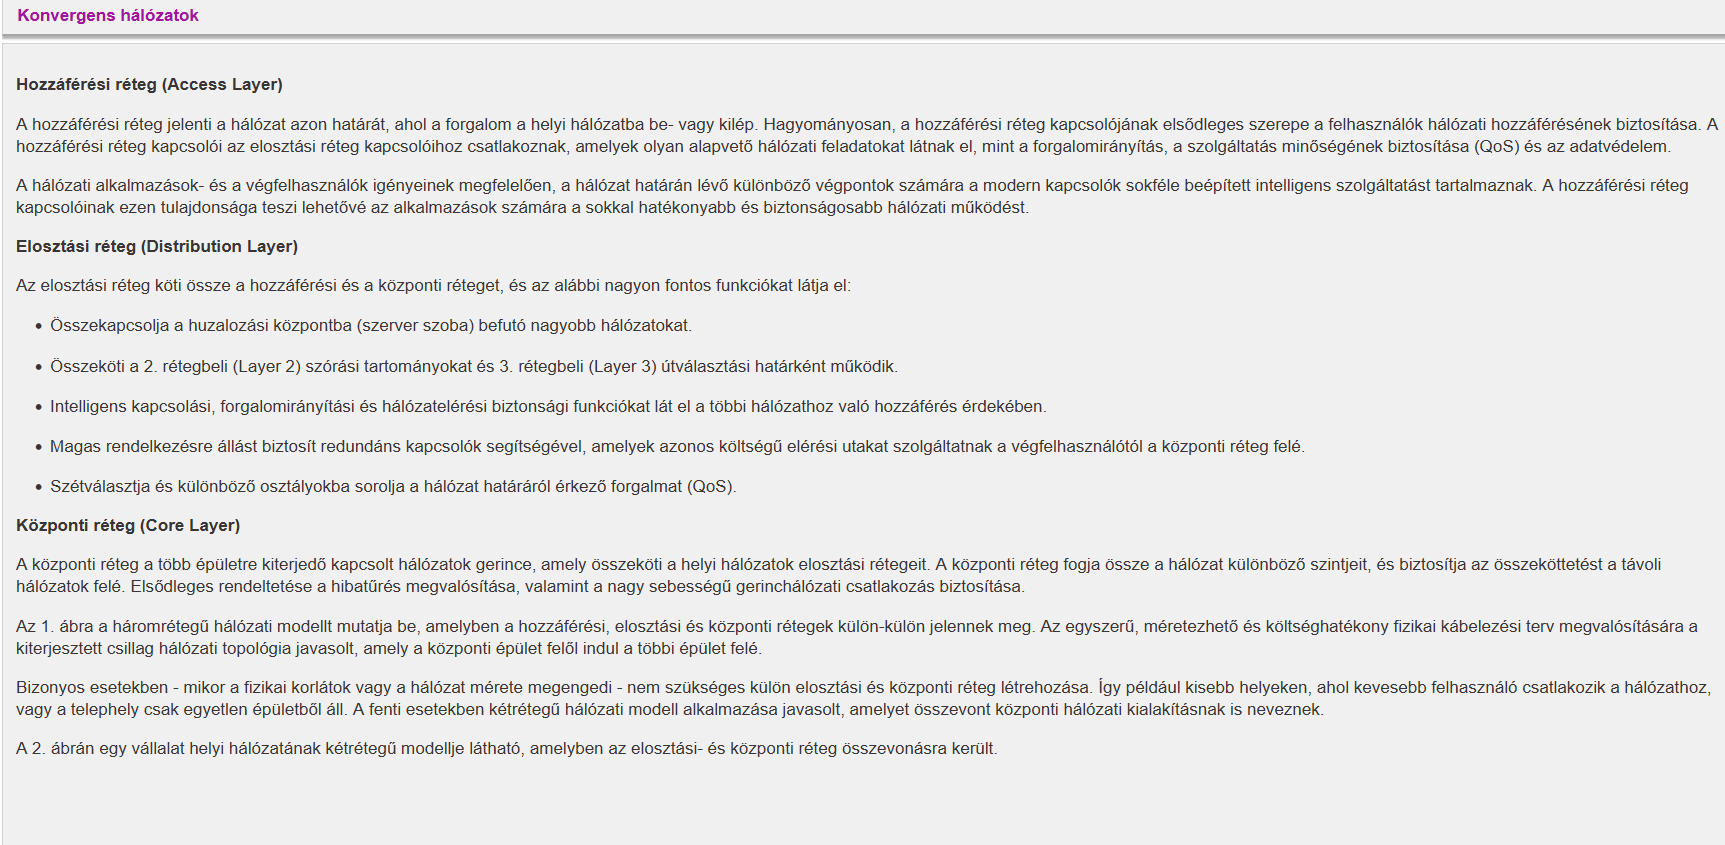 Konvergens hálózatok
Hozzáférési réteg (Access Layer)
A hozzáférési réteg jelenti a hálózat azon határát, ahol a forgalom a helyi hálózatba be- vagy kilép. Hagyományosan, a hozzáférési réteg kapcsolójának elsődleges szerepe a felhasználók hálózati hozzáférésének biztosítása. A
hozzáférési réteg kapcsolói az elosztási réteg kapcsolóihoz csatlakoznak, amelyek olyan alapvető hálózati feladatokat látnak el, mint a forgalomirányítás, a szolgáltatás minőségének biztosítása (QoS) és az adatvédelem.
A hálózati alkalmazások- és a végfelhasználók igényeinek megfelelően, a hálózat határán lévő különböző végpontok számára a modern kapcsolók sokféle beépített intelligens szolgáltatást tartalmaznak. A hozzáférési réteg
kapcsolóinak ezen tulajdonsága teszi lehetővé az alkalmazások számára a sokkal hatékonyabb és biztonságosabb hálózati működést.
Elosztási réteg (Distribution Layer)
Az elosztási réteg köti össze a hozzáférési és a központi réteget, és az alábbi nagyon fontos funkciókat látja el:
• Összekapcsolja a huzalozási központba (szerver szoba) befutó nagyobb hálózatokat.
• Összeköti a 2. rétegbeli (Layer 2) szórási tartományokat és 3. rétegbeli (Layer 3) útválasztási határként működik.
• Intelligens kapcsolási, forgalomirányítási és hálózatelérési biztonsági funkciókat lát el a többi hálózathoz való hozzáférés érdekében.
• Magas rendelkezésre állást biztosít redundáns kapcsolók segítségével, amelyek azonos költségű elérési utakat szolgáltatnak a végfelhasználótól a központi réteg felé.
• Szétválasztja és különböző osztályokba sorolja a hálózat határáról érkező forgalmat (QoS).
Központi réteg (Core Layer)
A központi réteg a több épületre kiterjedő kapcsolt hálózatok gerince, amely összeköti a helyi hálózatok elosztási rétegeit. A központi réteg fogja össze a hálózat különböző szintjeit, és biztosítja az összeköttetést a távoli
hálózatok felé. Elsődleges rendeltetése a hibatűrés megvalósítása, valamint a nagy sebességű gerinchálózati csatlakozás biztosítása.
Az 1. ábra a háromrétegű hálózati modellt mutatja be, amelyben a hozzáférési, elosztási és központi rétegek külön-külön jelennek meg. Az egyszerű, méretezhető és költséghatékony fizikai kábelezési terv megvalósítására a
kiterjesztett csillag hálózati topológia javasolt, amely a központi épület felől indul a többi épület felé.
Bizonyos esetekben - mikor a fizikai korlátok vagy a hálózat mérete megengedi - nem szükséges külön elosztási és központi réteg létrehozása. Így például kisebb helyeken, ahol kevesebb felhasználó csatlakozik a hálózathoz,
vagy a telephely csak egyetlen épületből áll. A fenti esetekben kétrétegű hálózati modell alkalmazása javasolt, amelyet összevont központi hálózati kialakításnak is neveznek.
A 2. ábrán egy vállalat helyi hálózatának kétrétegű modellje látható, amelyben az elosztási- és központi réteg összevonásra került.